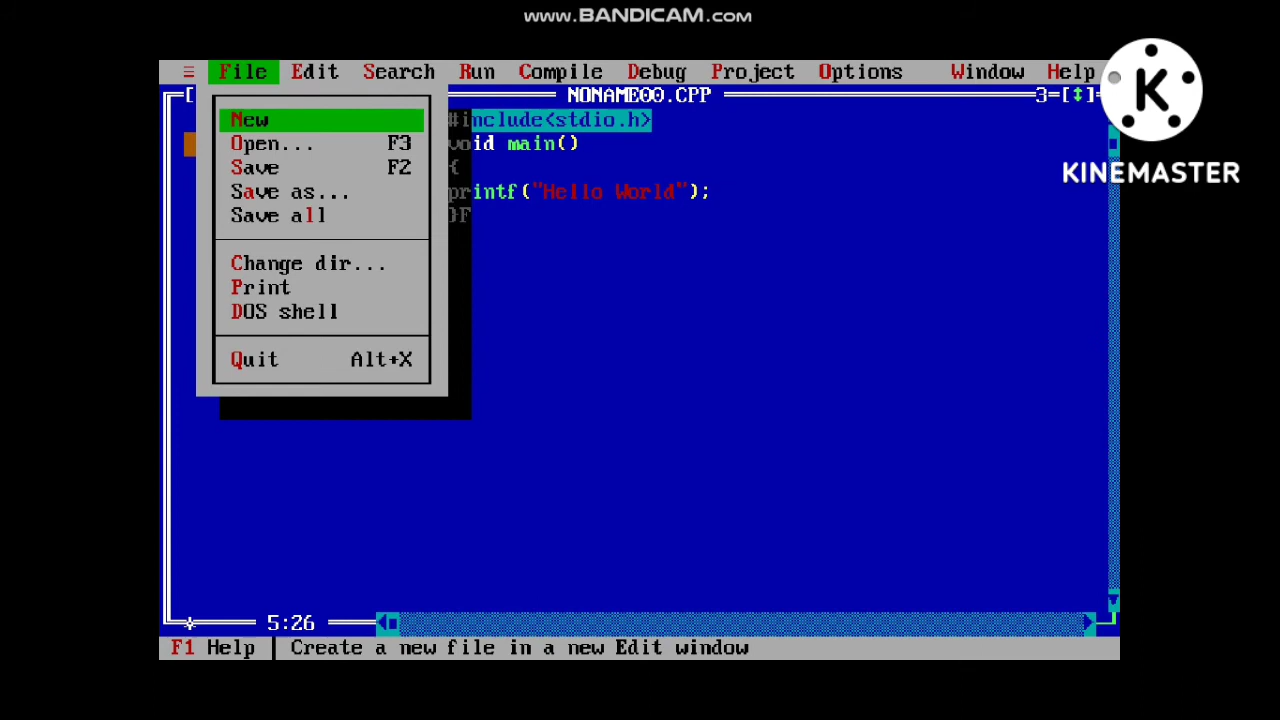 www.BANDICAM.com
≡ File Edit Search Run Compile Debug Project Options Window Help
[ NONAME00.CPP 3=[↕]
New
Open... F3
Save F2
Save as...
Save all
Change dir...
Print
DOS shell
Quit Alt+X
#include<stdio.h>
void main()
{
printf("Hello World");
}F
K
KINEMASTER
5:26
F1 Help | Create a new file in a new Edit window